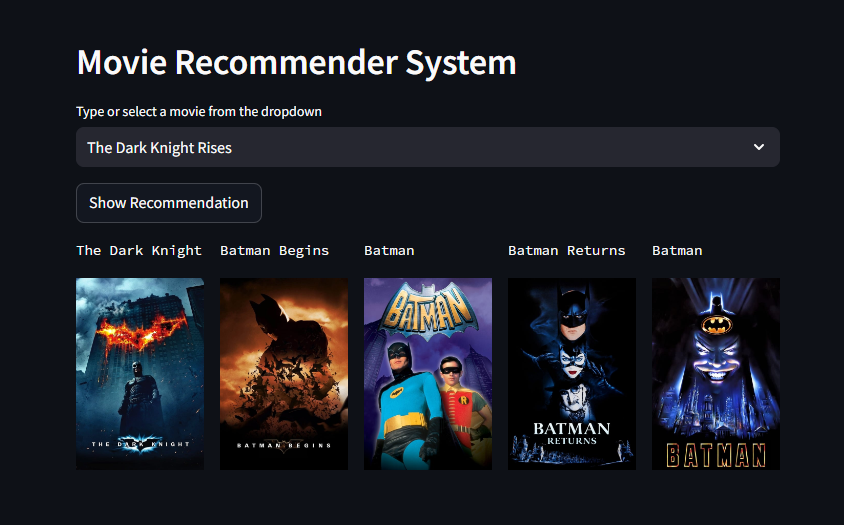 Movie Recommender System
Type or select a movie from the dropdown
The Dark Knight Rises
Show Recommendation
The Dark Knight
Batman Begins
Batman
Batman Returns
Batman
THE DARK KNIGHT
BATMAN BEGINS
BATMAN
R
BATMAN
RETURNS
BATMAN